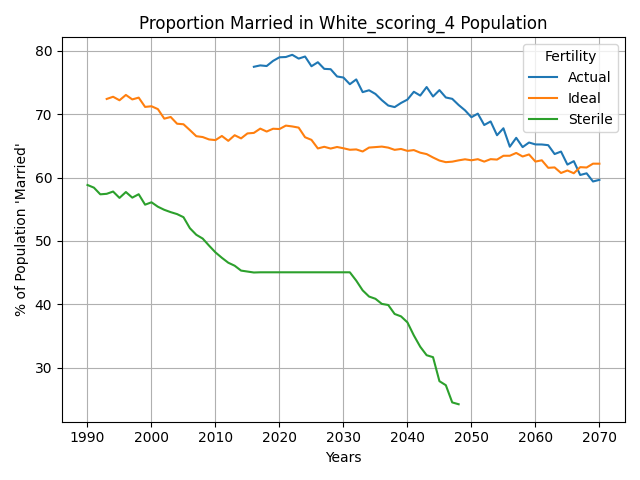 Proportion Married in White_scoring_4 Population
% of Population 'Married'
80
70
60
50
40
30
Fertility
Actual
Ideal
Sterile
1990 2000 2010 2020 2030 2040 2050 2060 2070
Years